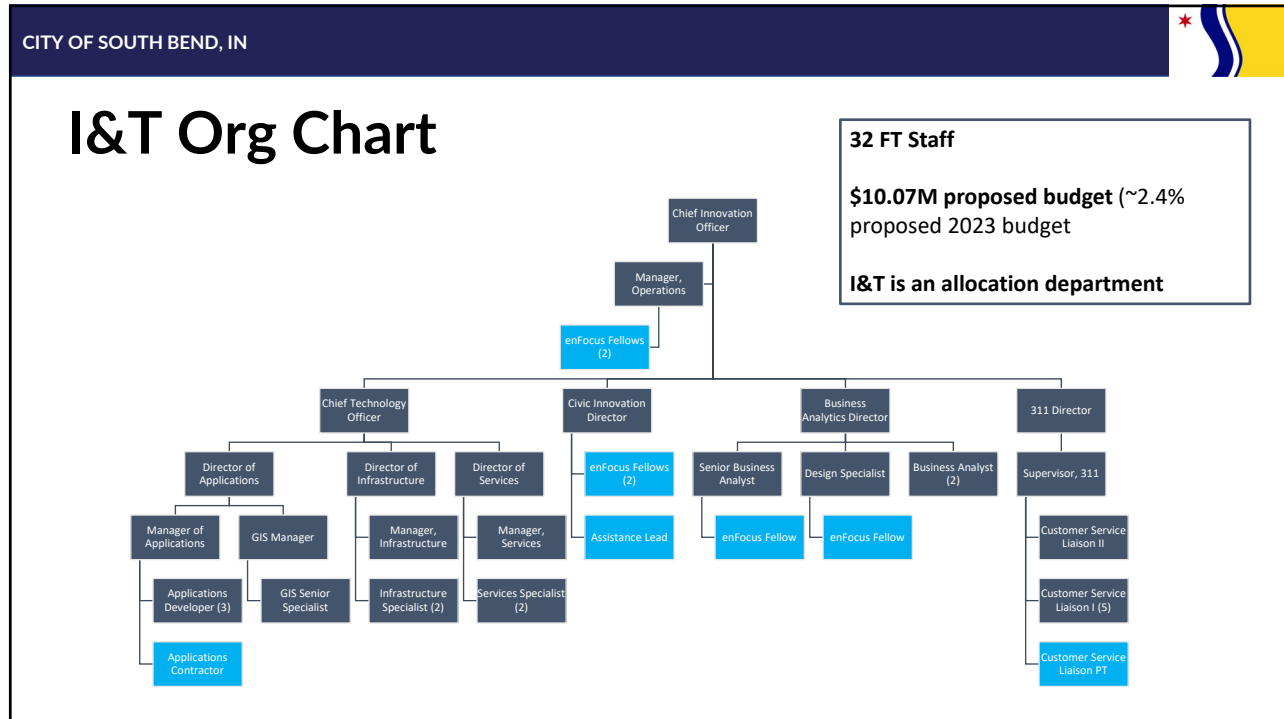 CITY OF SOUTH BEND, IN
I&T Org Chart
32 FT Staff
$10.07M proposed budget (~2.4%
proposed 2023 budget
I&T is an allocation department
Chief Innovation
Officer
Manager,
Operations
enFocus Fellows
(2)
Chief Technology
Officer
Civic Innovation
Director
Business
Analytics Director
311 Director
Director of
Applications
Director of
Infrastructure
Director of
Services
enFocus Fellows
(2)
Senior Business
Analyst
Design Specialist
Business Analyst
(2)
Supervisor, 311
Manager of
Applications
GIS Manager
Manager,
Infrastructure
Manager,
Services
Assistance Lead
enFocus Fellow
enFocus Fellow
Customer Service
Liaison II
Applications
Developer (3)
GIS Senior
Specialist
Infrastructure
Specialist (2)
Services Specialist
(2)
Customer Service
Liaison I (5)
Applications
Contractor
Customer Service
Liaison PT